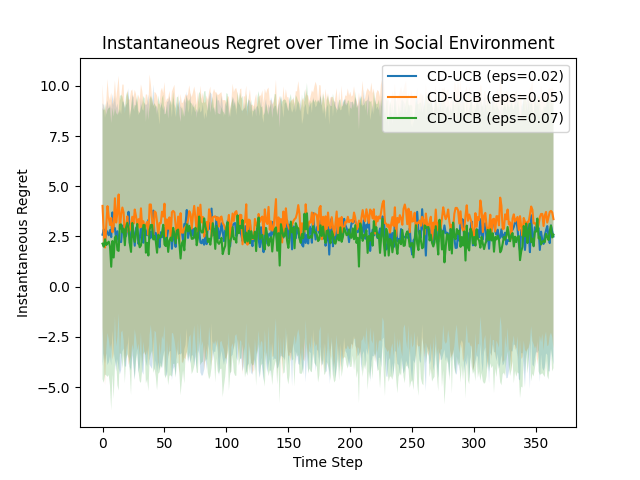 Instantaneous Regret over Time in Social Environment
CD-UCB (eps=0.02)
CD-UCB (eps=0.05)
CD-UCB (eps=0.07)
Instantaneous Regret
10.0
7.5
5.0
2.5
0.0
−2.5
−5.0
0 50 100 150 200 250 300 350
Time Step